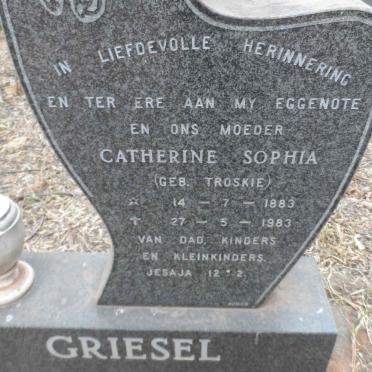 IN LIEFDEVOLLE HERINNERING
EN TER ERE AAN MY EGGENOTE
EN ONS MOEDER
CATHERINE SOPHIA
(GEB. TROSKIE)
☆ 14 - 7 - 1883
✝ 27 - 5 - 1983
VAN DAD, KINDERS
EN KLEINKINDERS.
JESAJA 12 * 2.
GRIESEL